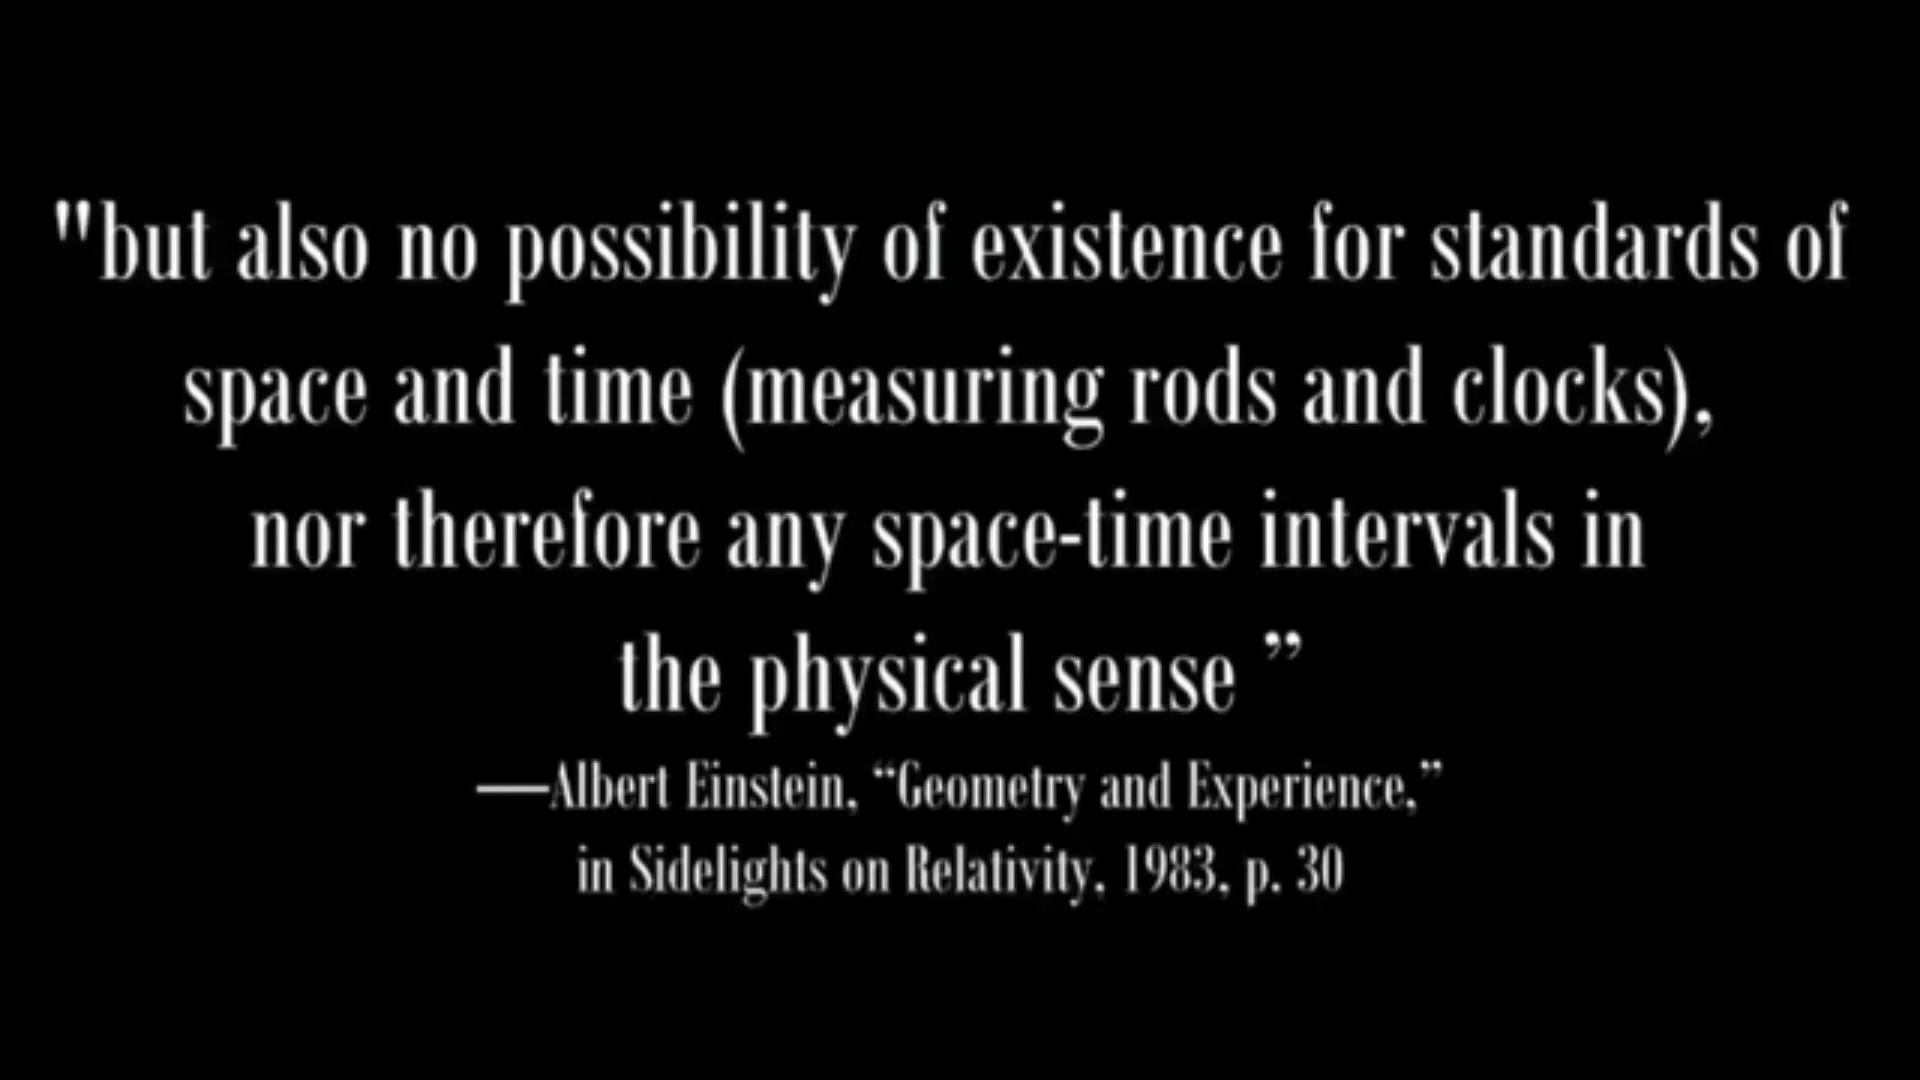 "but also no possibility of existence for standards of
space and time (measuring rods and clocks),
nor therefore any space-time intervals in
the physical sense ”
—Albert Einstein, “Geometry and Experience,”
in Sidelights on Relativity, 1983, p. 30